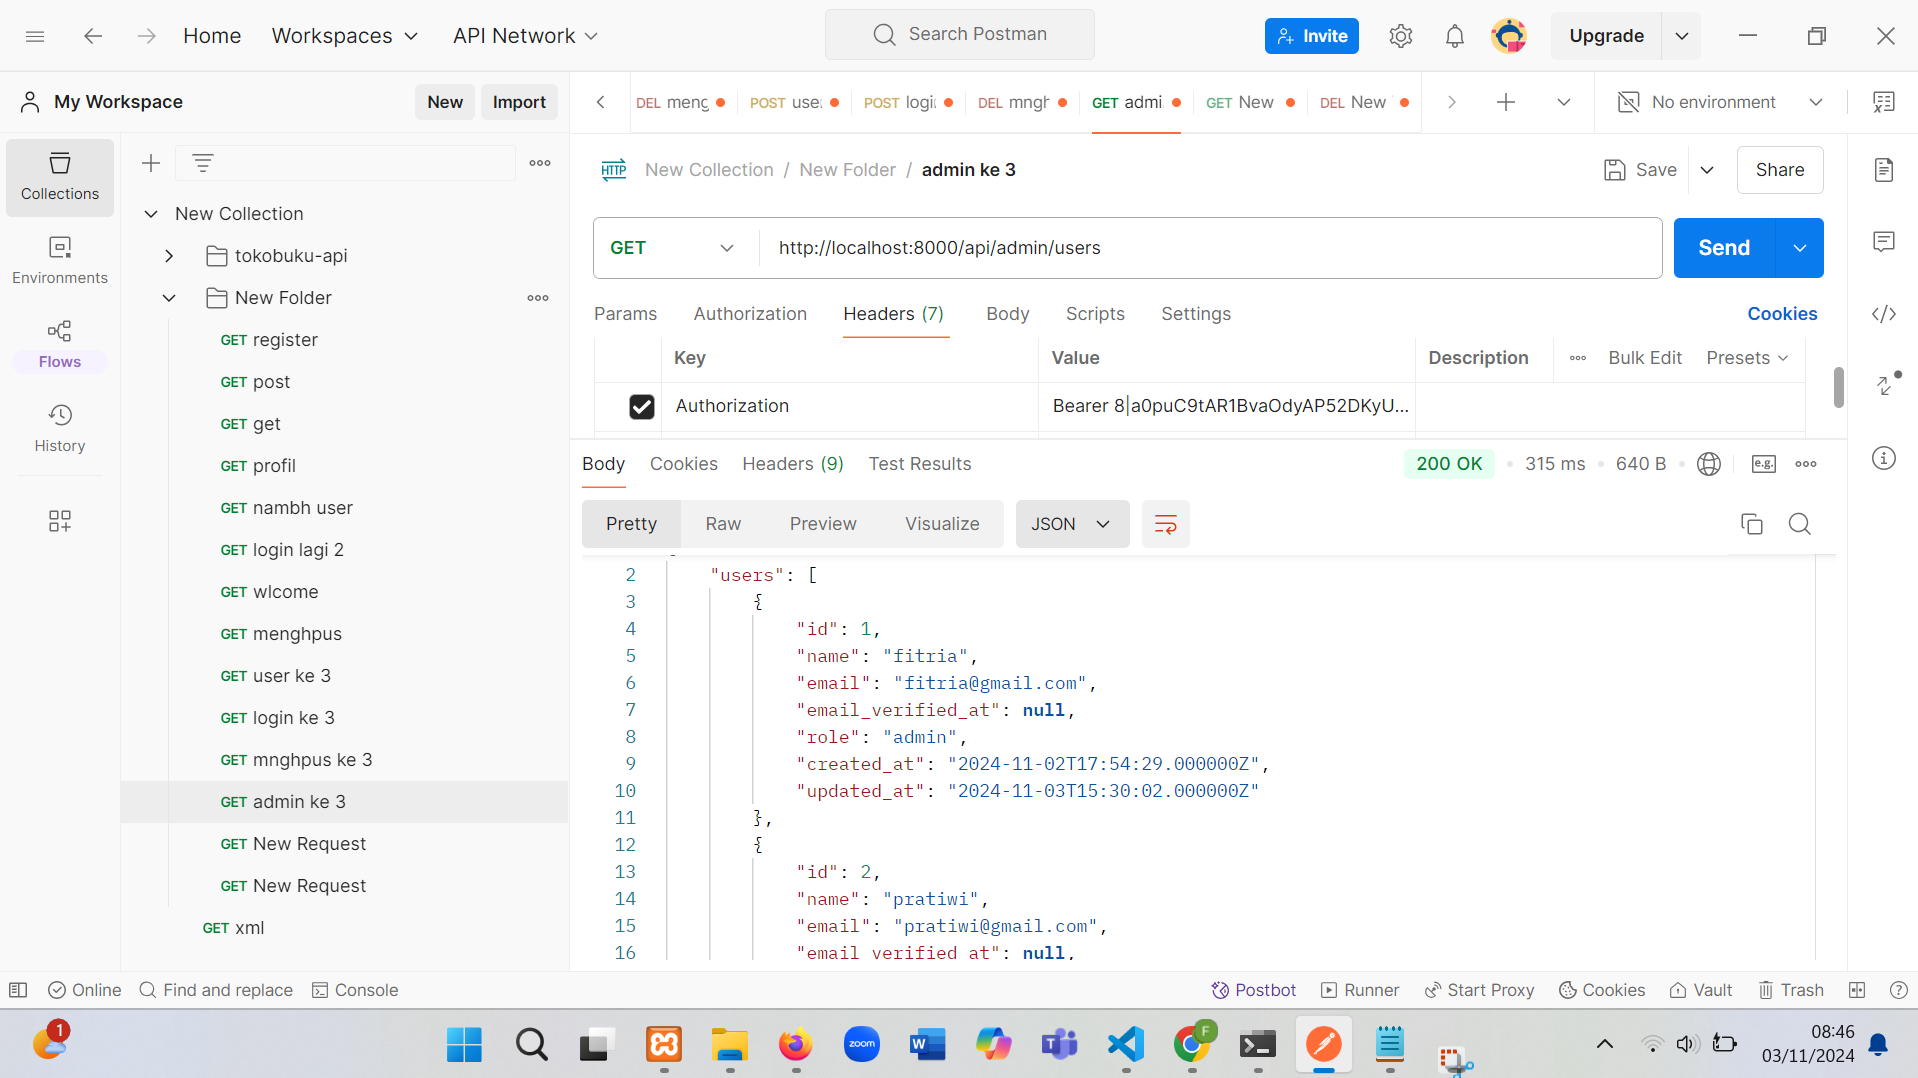 Home
Workspaces
API Network
Search Postman
Invite
Upgrade
My Workspace
New
Import
DEL meng
POST use
POST logi
DEL mngh
GET admi
GET New
DEL New
No environment
Collections
Environments
Flows
History
New Collection
tokobuku-api
New Folder
GET register
GET post
GET get
GET profil
GET nambh user
GET login lagi 2
GET wlcome
GET menghpus
GET user ke 3
GET login ke 3
GET mnghpus ke 3
GET admin ke 3
GET New Request
GET New Request
GET xml
HTTP
New Collection / New Folder / admin ke 3
Save
Share
GET
http://localhost:8000/api/admin/users
Send
Params
Authorization
Headers (7)
Body
Scripts
Settings
Cookies
Key
Value
Description
Bulk Edit
Presets
Authorization
Bearer 8|a0puC9tAR1BvaOdyAP52DKyU...
Body
Cookies
Headers (9)
Test Results
200 OK
315 ms
640 B
e.g.
Pretty
Raw
Preview
Visualize
JSON
2 "users": [
3 {
4 "id": 1,
5 "name": "fitria",
6 "email": "fitria@gmail.com",
7 "email_verified_at": null,
8 "role": "admin",
9 "created_at": "2024-11-02T17:54:29.000000Z",
10 "updated_at": "2024-11-03T15:30:02.000000Z"
11 },
12 {
13 "id": 2,
14 "name": "pratiwi",
15 "email": "pratiwi@gmail.com",
16 "email_verified_at": null,
Online
Find and replace
Console
Postbot
Runner
Start Proxy
Cookies
Vault
Trash
1
zoom
W
T
F
08:46
03/11/2024